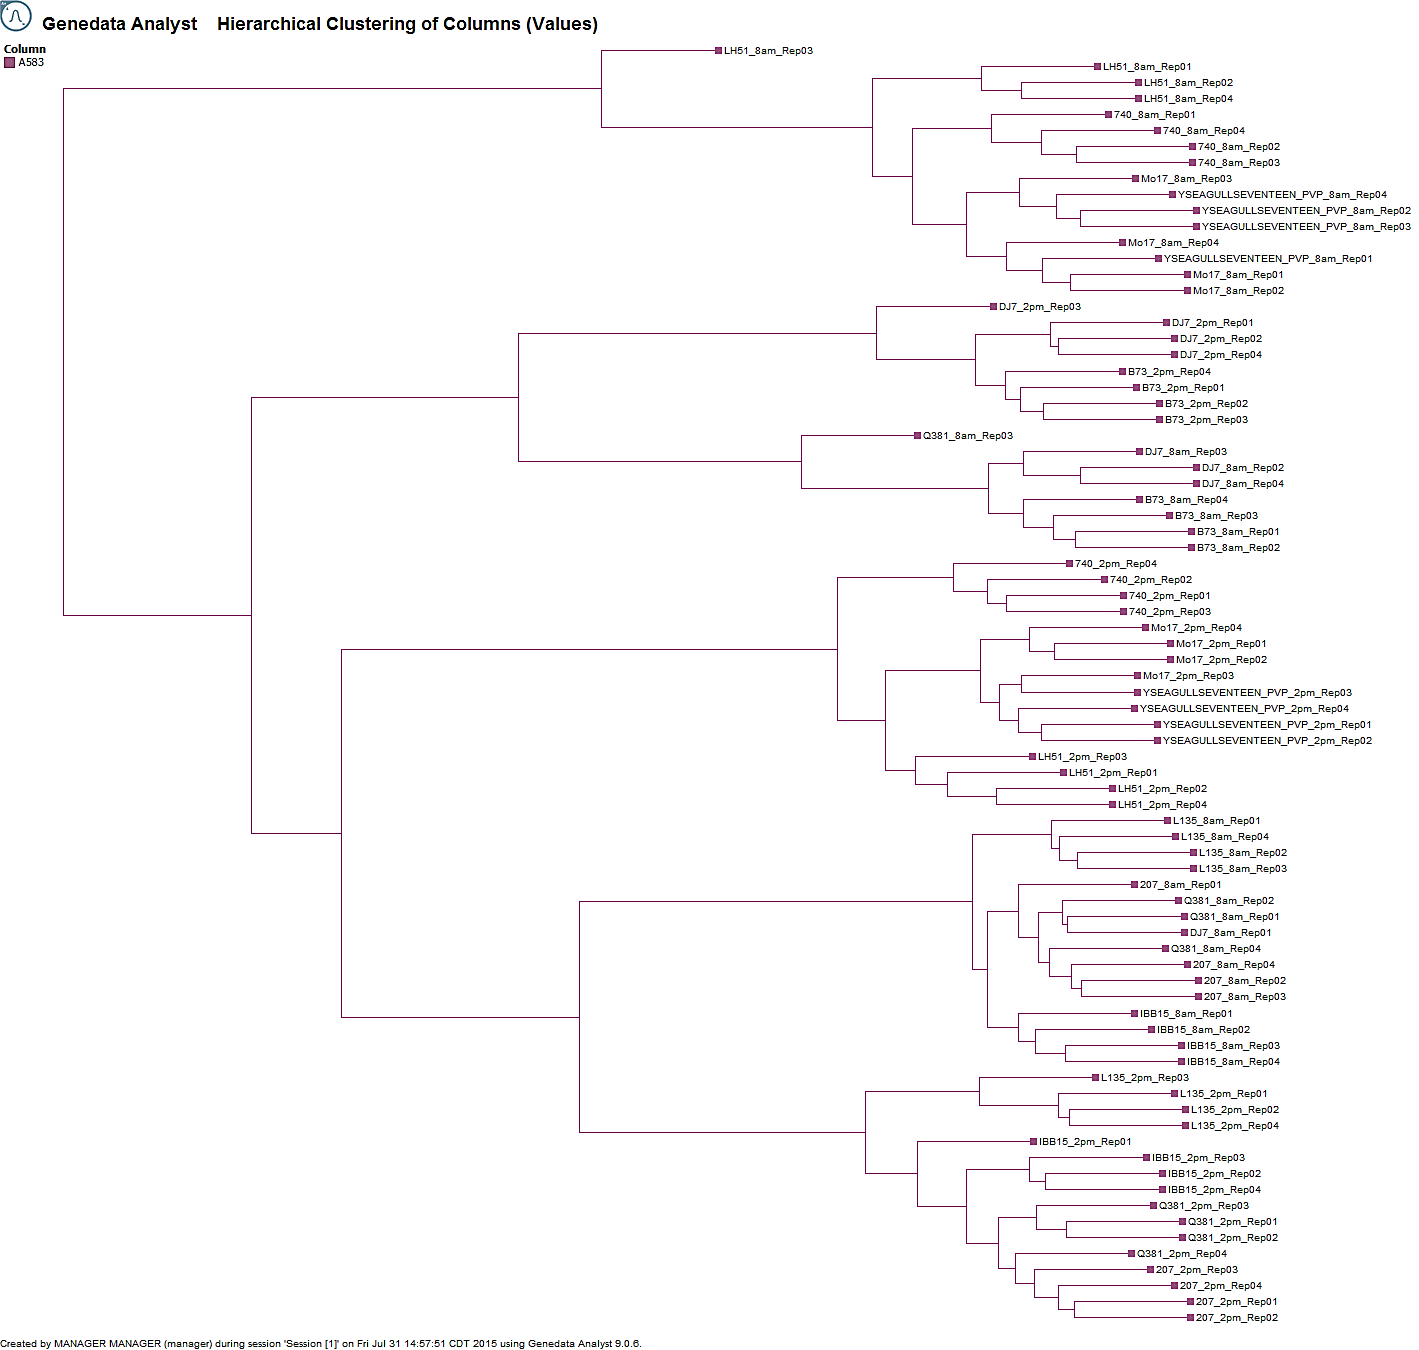 Genedata Analyst Hierarchical Clustering of Columns (Values)
Column
A583
LH51_8am_Rep03
LH51_8am_Rep01
LH51_8am_Rep02
LH51_8am_Rep04
740_8am_Rep01
740_8am_Rep04
740_8am_Rep02
740_8am_Rep03
Mo17_8am_Rep03
YSEAGULLSEVENTEEN_PVP_8am_Rep04
YSEAGULLSEVENTEEN_PVP_8am_Rep02
YSEAGULLSEVENTEEN_PVP_8am_Rep03
Mo17_8am_Rep04
YSEAGULLSEVENTEEN_PVP_8am_Rep01
Mo17_8am_Rep01
Mo17_8am_Rep02
DJ7_2pm_Rep03
DJ7_2pm_Rep01
DJ7_2pm_Rep02
DJ7_2pm_Rep04
B73_2pm_Rep04
B73_2pm_Rep01
B73_2pm_Rep02
B73_2pm_Rep03
Q381_8am_Rep03
DJ7_8am_Rep03
DJ7_8am_Rep02
DJ7_8am_Rep04
B73_8am_Rep04
B73_8am_Rep03
B73_8am_Rep01
B73_8am_Rep02
740_2pm_Rep04
740_2pm_Rep02
740_2pm_Rep01
740_2pm_Rep03
Mo17_2pm_Rep04
Mo17_2pm_Rep01
Mo17_2pm_Rep02
Mo17_2pm_Rep03
YSEAGULLSEVENTEEN_PVP_2pm_Rep03
YSEAGULLSEVENTEEN_PVP_2pm_Rep04
YSEAGULLSEVENTEEN_PVP_2pm_Rep01
YSEAGULLSEVENTEEN_PVP_2pm_Rep02
LH51_2pm_Rep03
LH51_2pm_Rep01
LH51_2pm_Rep02
LH51_2pm_Rep04
L135_8am_Rep01
L135_8am_Rep04
L135_8am_Rep02
L135_8am_Rep03
207_8am_Rep01
Q381_8am_Rep02
Q381_8am_Rep01
DJ7_8am_Rep01
Q381_8am_Rep04
207_8am_Rep04
207_8am_Rep02
207_8am_Rep03
IBB15_8am_Rep01
IBB15_8am_Rep02
IBB15_8am_Rep03
IBB15_8am_Rep04
L135_2pm_Rep03
L135_2pm_Rep01
L135_2pm_Rep02
L135_2pm_Rep04
IBB15_2pm_Rep01
IBB15_2pm_Rep03
IBB15_2pm_Rep02
IBB15_2pm_Rep04
Q381_2pm_Rep03
Q381_2pm_Rep01
Q381_2pm_Rep02
Q381_2pm_Rep04
207_2pm_Rep03
207_2pm_Rep04
207_2pm_Rep01
207_2pm_Rep02
Created by MANAGER MANAGER (manager) during session 'Session [1]' on Fri Jul 31 14:57:51 CDT 2015 using Genedata Analyst 9.0.6.